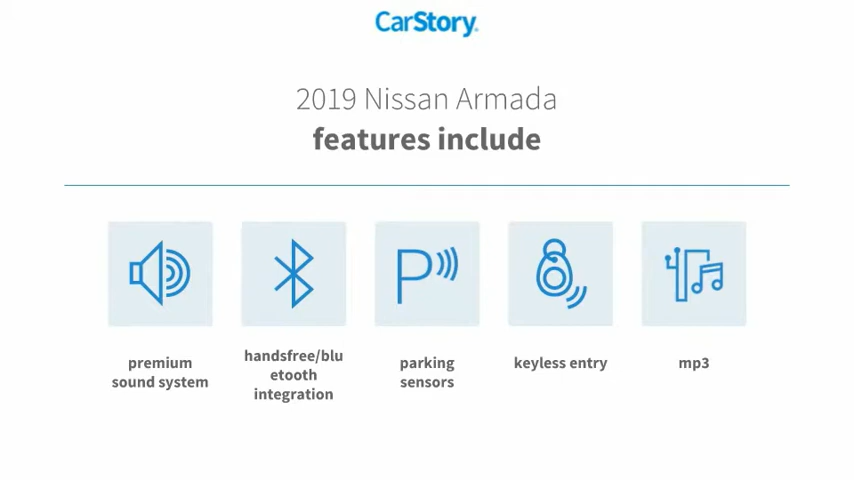 CarStory.
2019 Nissan Armada
features include
premium
sound system
handsfree/blu
etooth
integration
parking
sensors
keyless entry
mp3